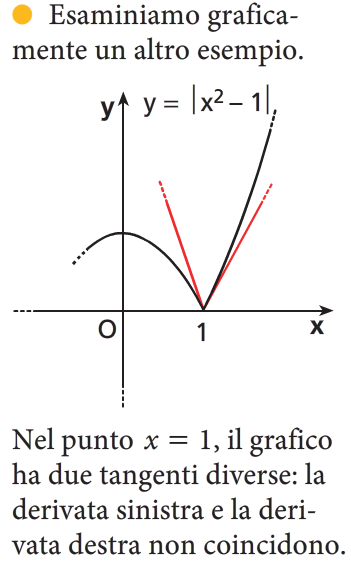 Esaminiamo grafica-
mente un altro esempio.
y y = |x² – 1|
O 1 x
Nel punto x = 1, il grafico
ha due tangenti diverse: la
derivata sinistra e la deri-
vata destra non coincidono.